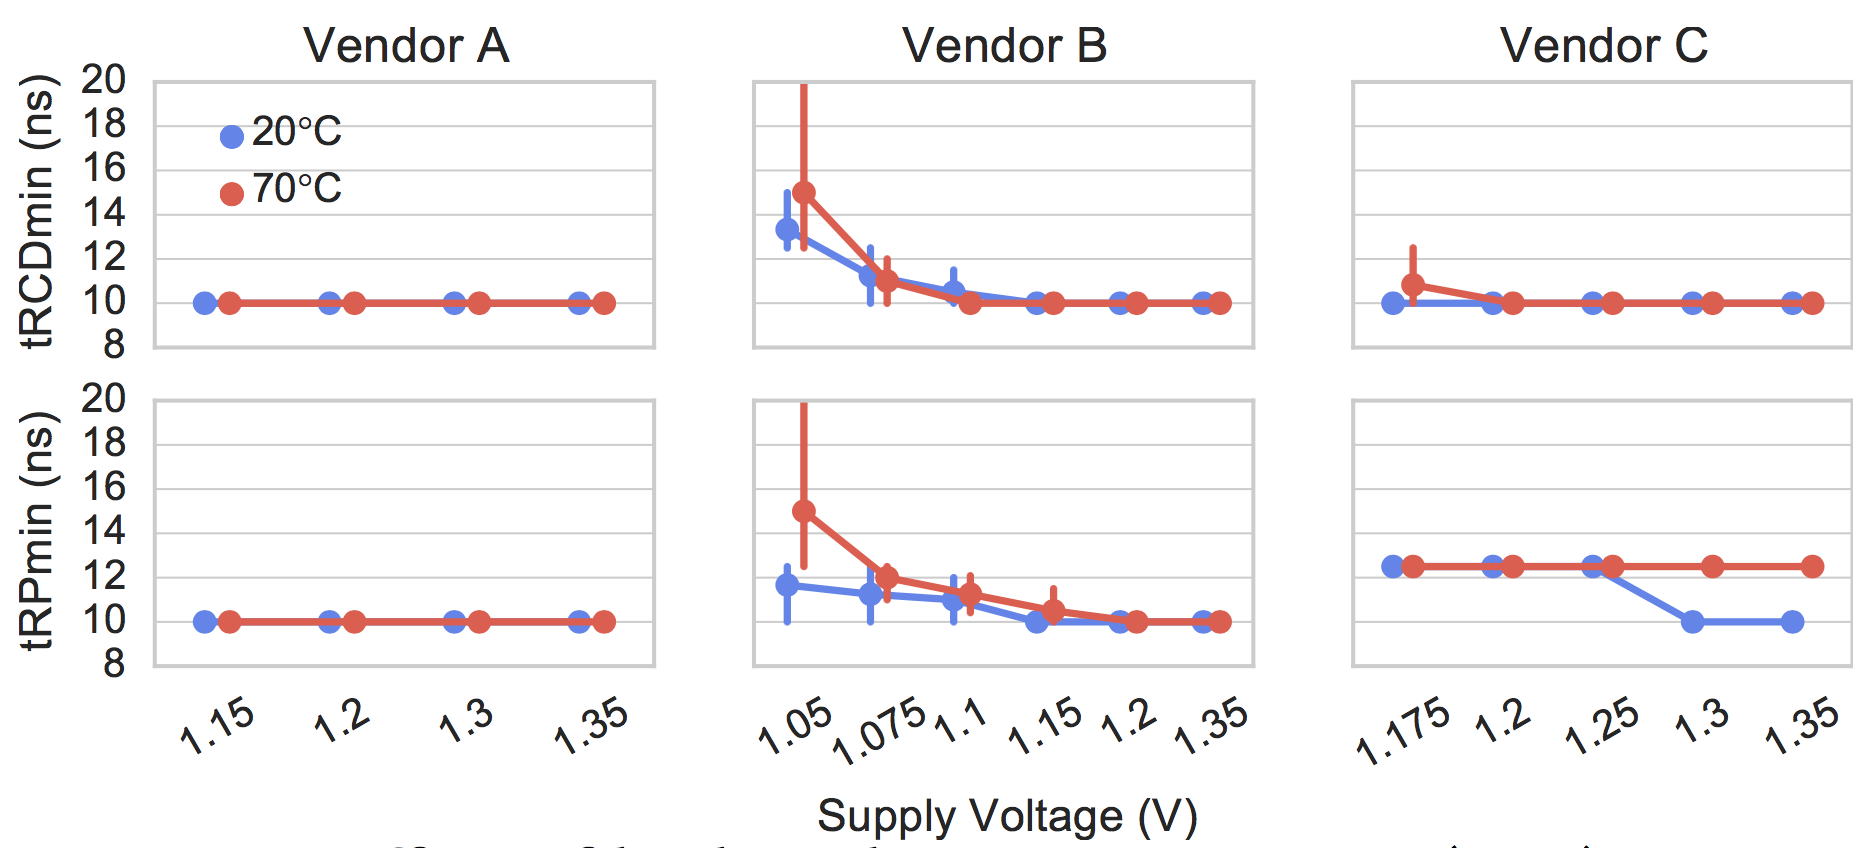 Vendor A Vendor B Vendor C
tRCDmin (ns)
20
18
16
14
12
10
8
20°C
70°C
tRPmin (ns)
20
18
16
14
12
10
8
1.15 1.2 1.3 1.35
1.05 1.075 1.1 1.15 1.2 1.35
1.175 1.2 1.25 1.3 1.35
Supply Voltage (V)